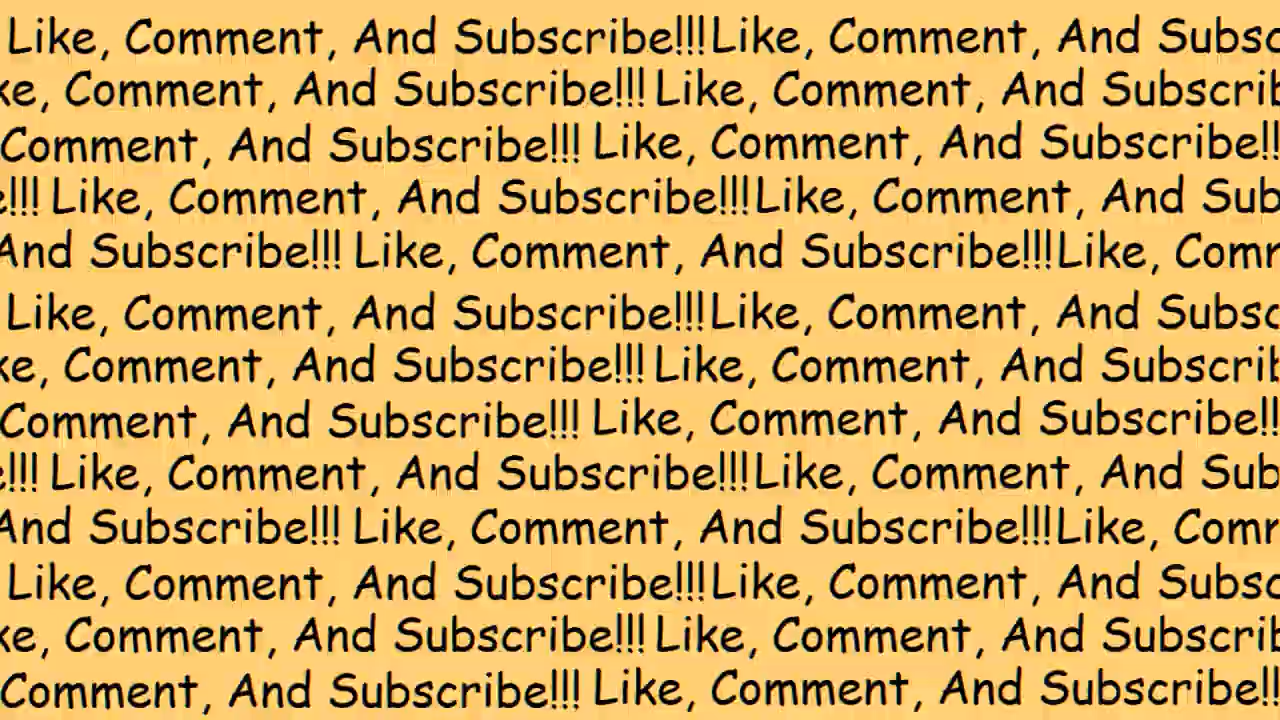 Like, Comment, And Subscribe!!!Like, Comment, And Subsc
ke, Comment, And Subscribe!!! Like, Comment, And Subscrib
Comment, And Subscribe!!! Like, Comment, And Subscribe!!
e!!! Like, Comment, And Subscribe!!!Like, Comment, And Sub
And Subscribe!!! Like, Comment, And Subscribe!!!Like, Comm
Like, Comment, And Subscribe!!!Like, Comment, And Subsc
ke, Comment, And Subscribe!!! Like, Comment, And Subscrib
Comment, And Subscribe!!! Like, Comment, And Subscribe!!
e!!! Like, Comment, And Subscribe!!!Like, Comment, And Sub
And Subscribe!!! Like, Comment, And Subscribe!!!Like, Comm
Like, Comment, And Subscribe!!!Like, Comment, And Subsc
ke, Comment, And Subscribe!!! Like, Comment, And Subscrib
Comment, And Subscribe!!! Like, Comment, And Subscribe!!